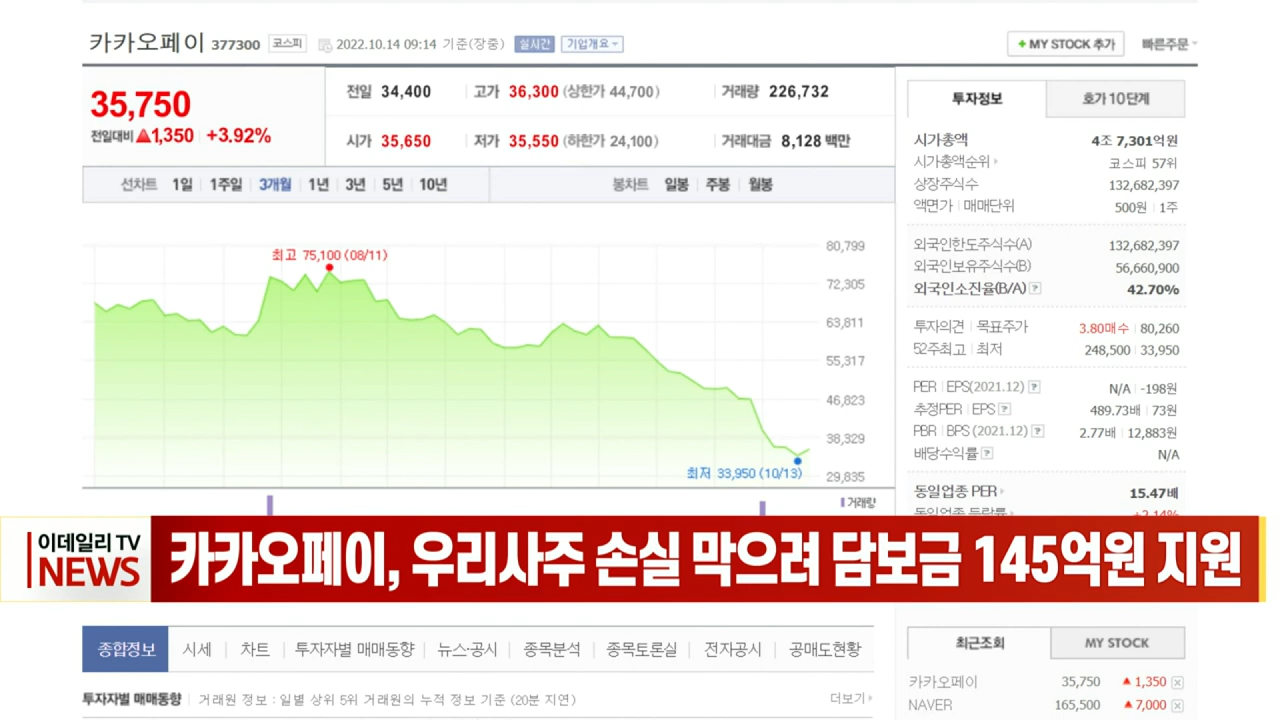 카카오페이 377300 코스피 2022.10.14 09:14 기준(장중) 실시간 기업개요 + MY STOCK 추가 빠른주문
35,750
전일대비 ▲1,350 +3.92%
전일 34,400 고가 36,300 (상한가 44,700) 거래량 226,732
시가 35,650 저가 35,550 (하한가 24,100) 거래대금 8,128 백만
선차트 1일 1주일 3개월 1년 3년 5년 10년 봉차트 일봉 주봉 월봉
최고 75,100 (08/11)
80,799
72,305
63,811
55,317
46,823
38,329
29,835
최저 33,950 (10/13)
거래량
투자정보 호가 10단계
시가총액 4조 7,301억원
시가총액순위 코스피 57위
상장주식수 132,682,397
액면가 매매단위 500원 1주
외국인한도주식수(A) 132,682,397
외국인보유주식수(B) 56,660,900
외국인소진율(B/A) ? 42.70%
투자의견 목표주가 3.80매수 80,260
52주최고 최저 248,500 33,950
PER EPS(2021.12) ? N/A -198원
추정PER EPS ? 489.73배 73원
PBR BPS (2021.12) ? 2.77배 12,883원
배당수익률 ? N/A
동일업종 PER 15.47배
동일업종 등락률 +2.14%
이데일리 TV
NEWS
카카오페이, 우리사주 손실 막으려 담보금 145억원 지원
종합정보 시세 차트 투자자별 매매동향 뉴스·공시 종목분석 종목토론실 전자공시 공매도현황
투자자별 매매동향 거래원 정보 : 일별 상위 5위 거래원의 누적 정보 기준 (20분 지연) 더보기
최근조회 MY STOCK
카카오페이 35,750 ▲ 1,350
NAVER 165,500 ▲ 7,000